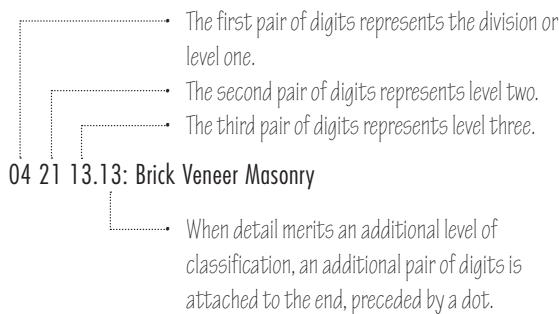 • The first pair of digits represents the division or
level one.
• The second pair of digits represents level two.
• The third pair of digits represents level three.
04 21 13.13: Brick Veneer Masonry
• When detail merits an additional level of
classification, an additional pair of digits is
attached to the end, preceded by a dot.